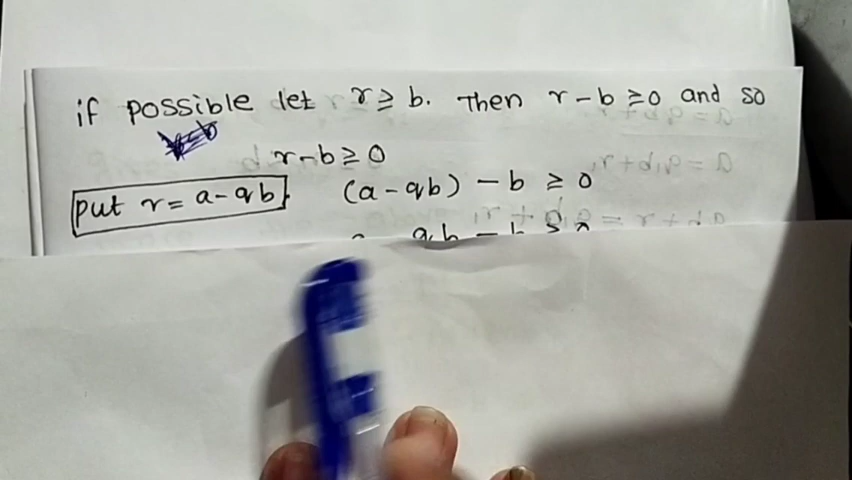 if possible let r ≥ b. Then r - b ≥ 0 and so
r - b ≥ 0
put r = a - qb (a - qb) - b ≥ 0